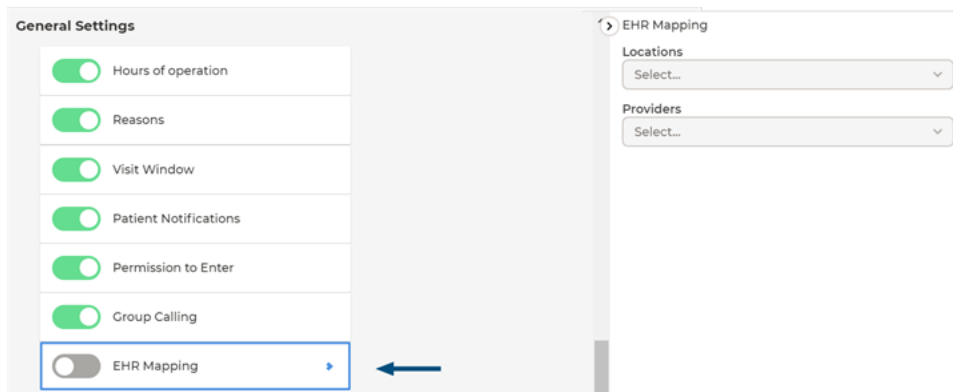 General Settings
Hours of operation
Reasons
Visit Window
Patient Notifications
Permission to Enter
Group Calling
EHR Mapping
EHR Mapping
Locations
Select...
Providers
Select...